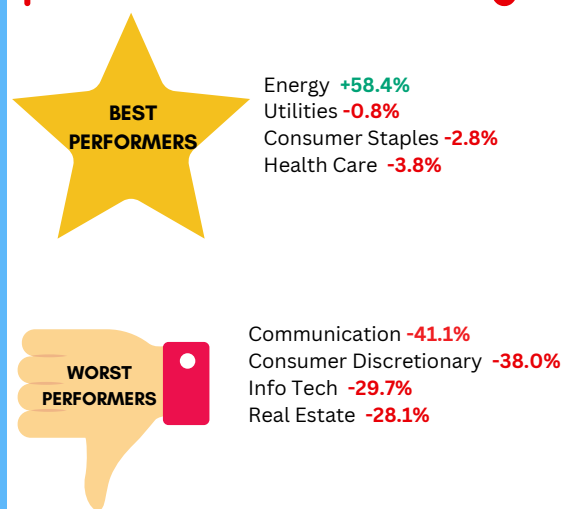 BEST
PERFORMERS
Energy +58.4%
Utilities -0.8%
Consumer Staples -2.8%
Health Care -3.8%
WORST
PERFORMERS
Communication -41.1%
Consumer Discretionary -38.0%
Info Tech -29.7%
Real Estate -28.1%